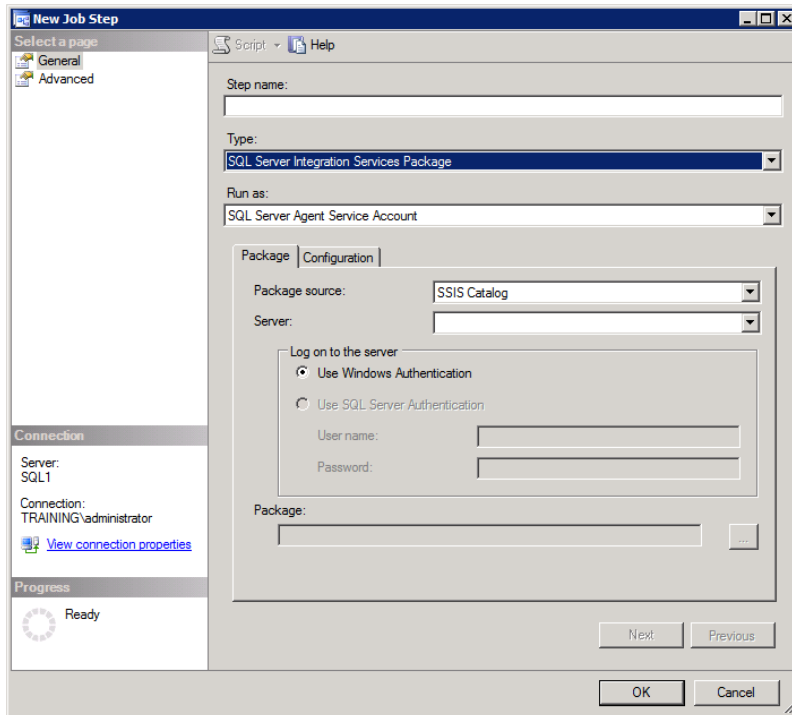 New Job Step
Select a page
General
Advanced
Script
Help
Step name:
Type:
SQL Server Integration Services Package
Run as:
SQL Server Agent Service Account
Package
Configuration
Package source:
SSIS Catalog
Server:
Log on to the server
Use Windows Authentication
Use SQL Server Authentication
User name:
Password:
Package:
...
Connection
Server:
SQL1
Connection:
TRAINING\administrator
View connection properties
Progress
Ready
Next
Previous
OK
Cancel